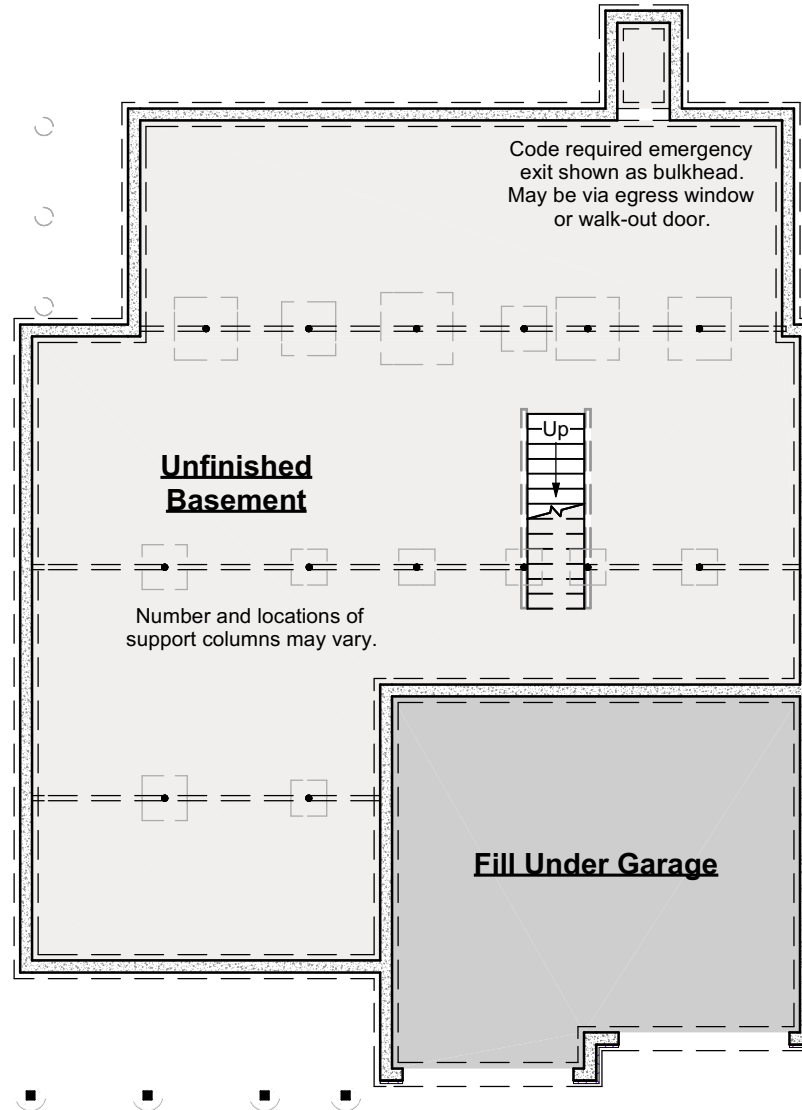 Code required emergency
exit shown as bulkhead.
May be via egress window
or walk-out door.
Up
Unfinished
Basement
Number and locations of
support columns may vary.
Fill Under Garage